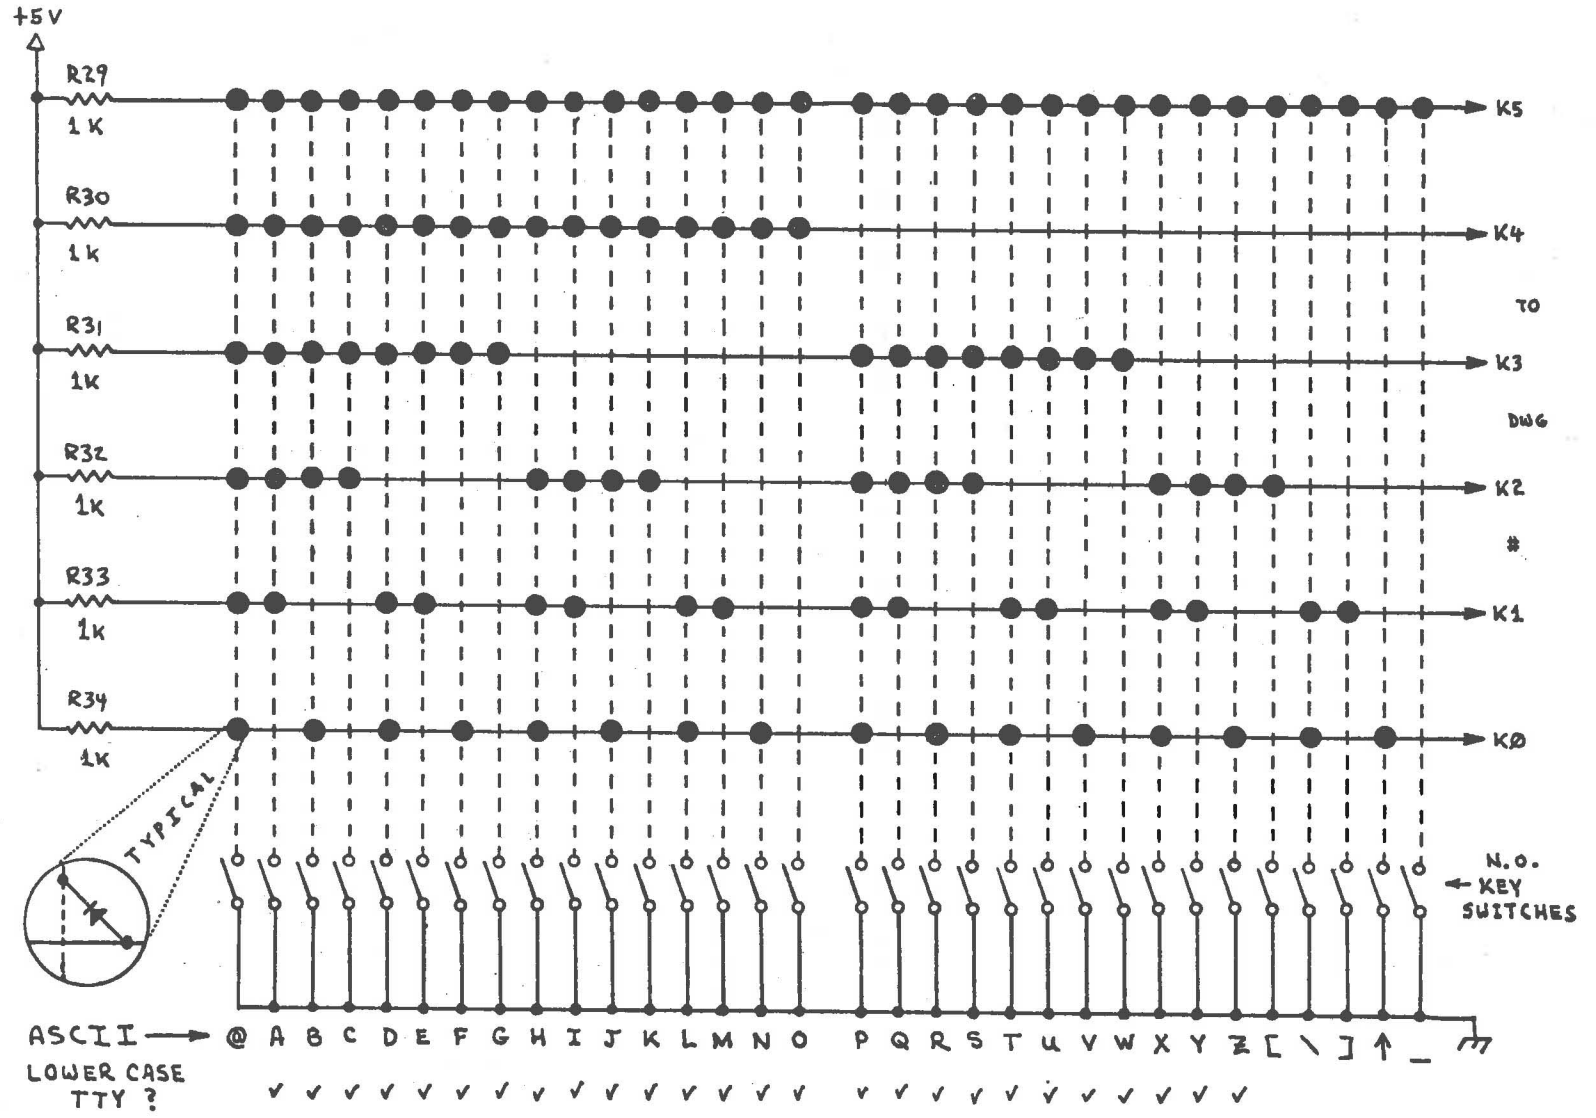 +5V
R29
1K
K5
R30
1K
K4
TO
R31
1K
K3
DWG
R32
1K
K2
#
R33
1K
K1
R34
1K
KØ
TYPICAL
N.O.
← KEY
SWITCHES
ASCII → @ A B C D E F G H I J K L M N O P Q R S T U V W X Y Z [ \ ] ↑ _
LOWER CASE ✓ ✓ ✓ ✓ ✓ ✓ ✓ ✓ ✓ ✓ ✓ ✓ ✓ ✓ ✓ ✓ ✓ ✓ ✓ ✓ ✓ ✓ ✓ ✓ ✓ ✓
TTY ?